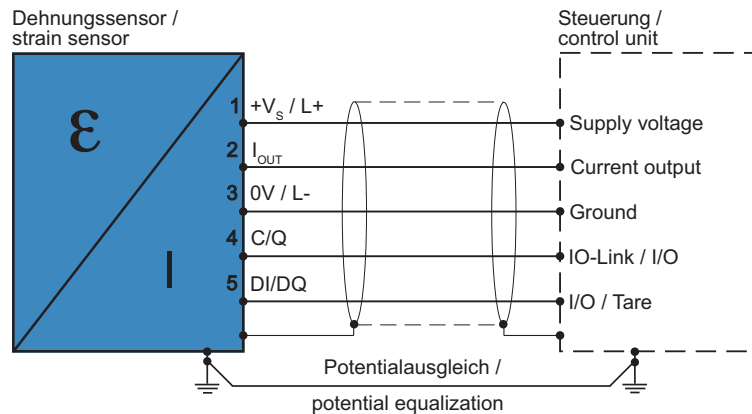 Dehnungssensor /
strain sensor
Steuerung /
control unit
ε
I
1 +VS / L+
Supply voltage
2 IOUT
Current output
3 0V / L-
Ground
4 C/Q
IO-Link / I/O
5 DI/DQ
I/O / Tare
Potentialausgleich /
potential equalization